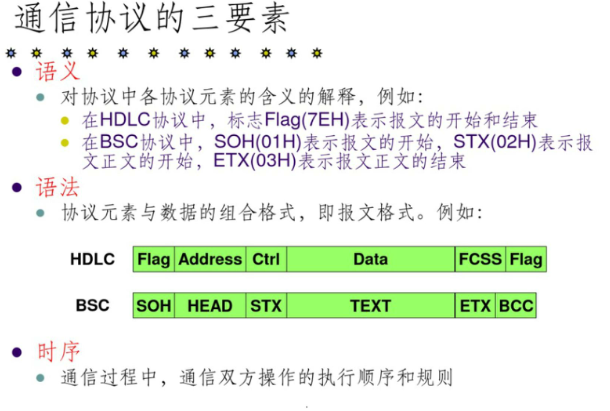 通信协议的三要素
语义
对协议中各协议元素的含义的解释，例如：
在HDLC协议中，标志Flag(7EH)表示报文的开始和结束
在BSC协议中，SOH(01H)表示报文的开始，STX(02H)表示报
文正文的开始，ETX(03H)表示报文正文的结束
语法
协议元素与数据的组合格式，即报文格式。例如：
HDLC Flag Address Ctrl Data FCSS Flag
BSC SOH HEAD STX TEXT ETX BCC
时序
通信过程中，通信双方操作的执行顺序和规则